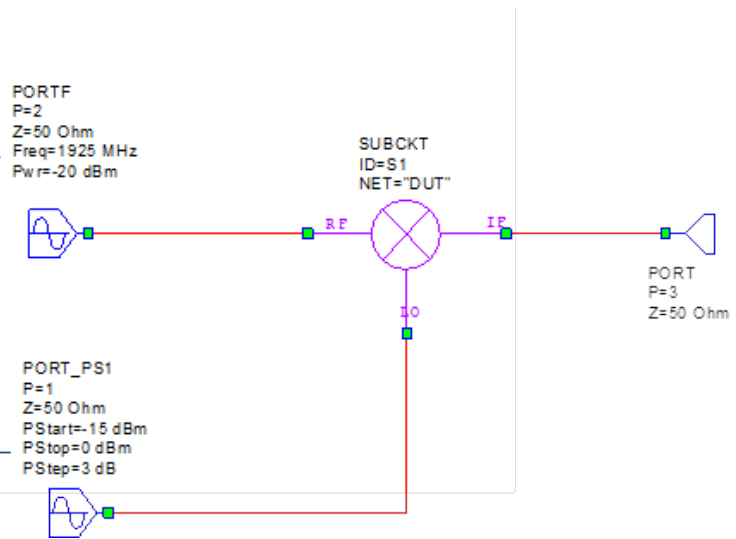 PORTF
P=2
Z=50 Ohm
Freq=1925 MHz
Pwr=-20 dBm
SUBCKT
ID=S1
NET="DUT"
RF
IF
LO
PORT
P=3
Z=50 Ohm
PORT_PS1
P=1
Z=50 Ohm
PStart=-15 dBm
PStop=0 dBm
PStep=3 dB